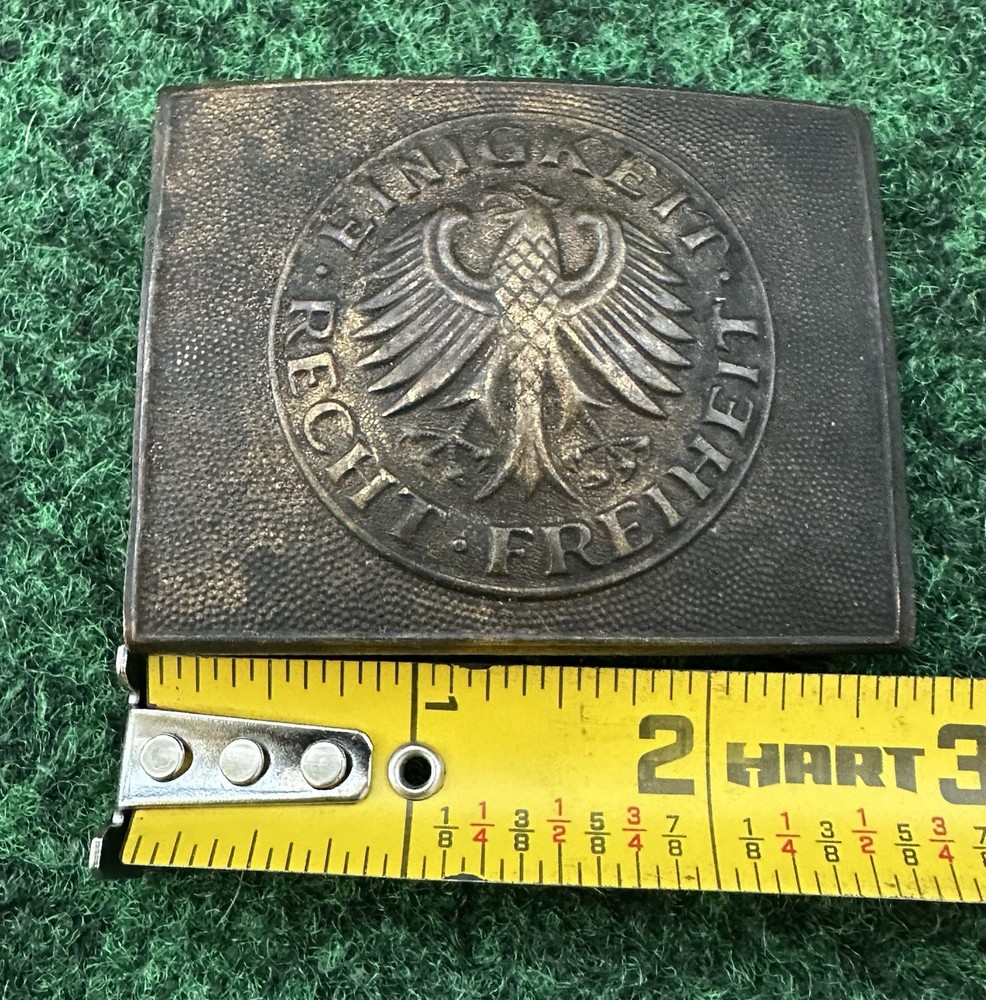 · EINIGKEIT ·
RECHT · FREIHEIT
1
2 HART 3
1/8 1/4 3/8 1/2 5/8 3/4 7/8 1/8 1/4 3/8 1/2 5/8 3/4